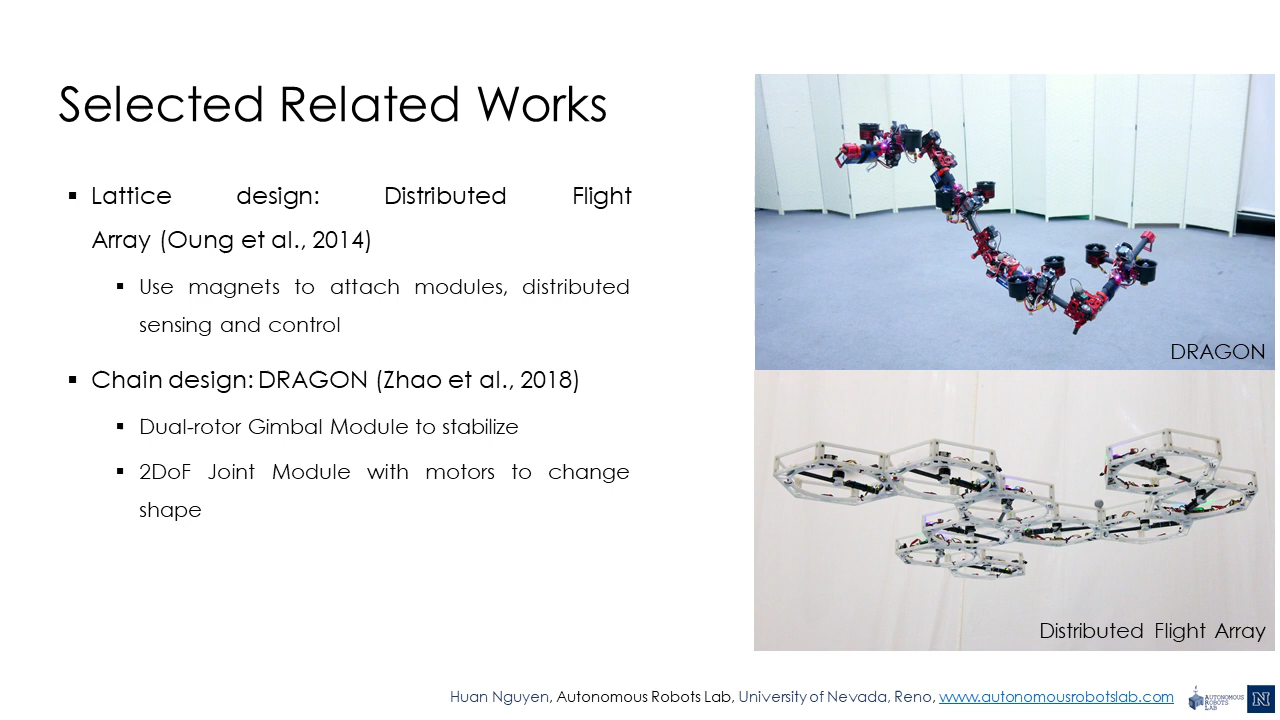 Selected Related Works
▪ Lattice design: Distributed Flight
Array (Oung et al., 2014)
▪ Use magnets to attach modules, distributed
sensing and control
▪ Chain design: DRAGON (Zhao et al., 2018)
▪ Dual-rotor Gimbal Module to stabilize
▪ 2DoF Joint Module with motors to change
shape
DRAGON
Distributed Flight Array
Huan Nguyen, Autonomous Robots Lab, University of Nevada, Reno, www.autonomousrobotslab.com
AUTONOMOUS
ROBOTS
LAB
N